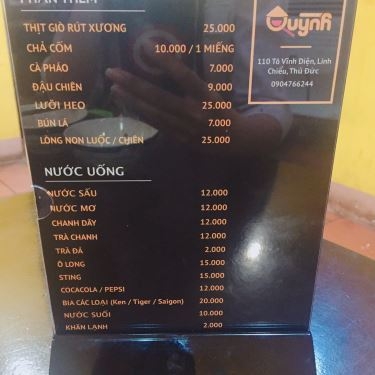 PHẦN THÊM
THỊT GIÒ RÚT XƯƠNG 25.000
CHẢ CỐM 10.000 / 1 MIẾNG
CÀ PHÁO 7.000
ĐẬU CHIÊN 9.000
LƯỠI HEO 25.000
BÚN LÁ 7.000
LÒNG NON LUỘC / CHIÊN 25.000
Quỳnh
110 Tô Vĩnh Diện, Linh
Chiểu, Thủ Đức
0904766244
NƯỚC UỐNG
NƯỚC SẤU 12.000
NƯỚC MƠ 12.000
CHANH DÂY 12.000
TRÀ CHANH 12.000
TRÀ ĐÁ 2.000
Ô LONG 15.000
STING 15.000
COCACOLA / PEPSI 12.000
BIA CÁC LOẠI (Ken / Tiger / Saigon) 20.000
NƯỚC SUỐI 10.000
KHĂN LẠNH 2.000